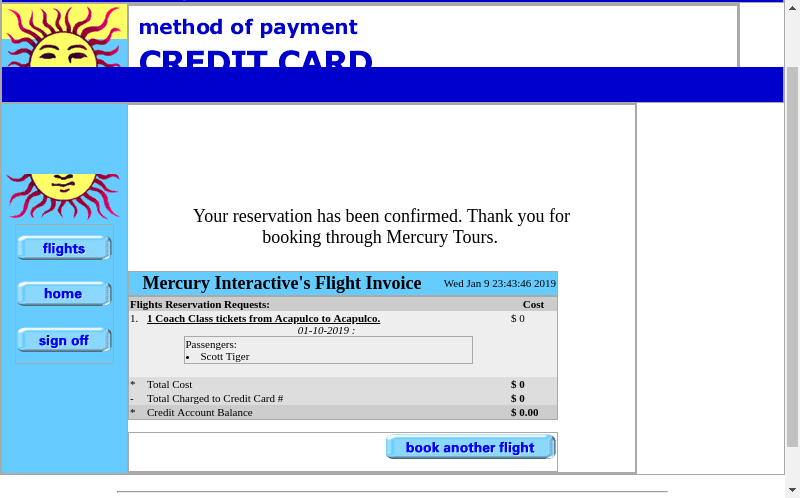 method of payment
CREDIT CARD
Your reservation has been confirmed. Thank you for
booking through Mercury Tours.
flights
home
sign off
Mercury Interactive's Flight Invoice Wed Jan 9 23:43:46 2019
Flights Reservation Requests: Cost
1. 1 Coach Class tickets from Acapulco to Acapulco. $ 0
01-10-2019 :
Passengers:
• Scott Tiger
* Total Cost $ 0
- Total Charged to Credit Card # $ 0
* Credit Account Balance $ 0.00
book another flight